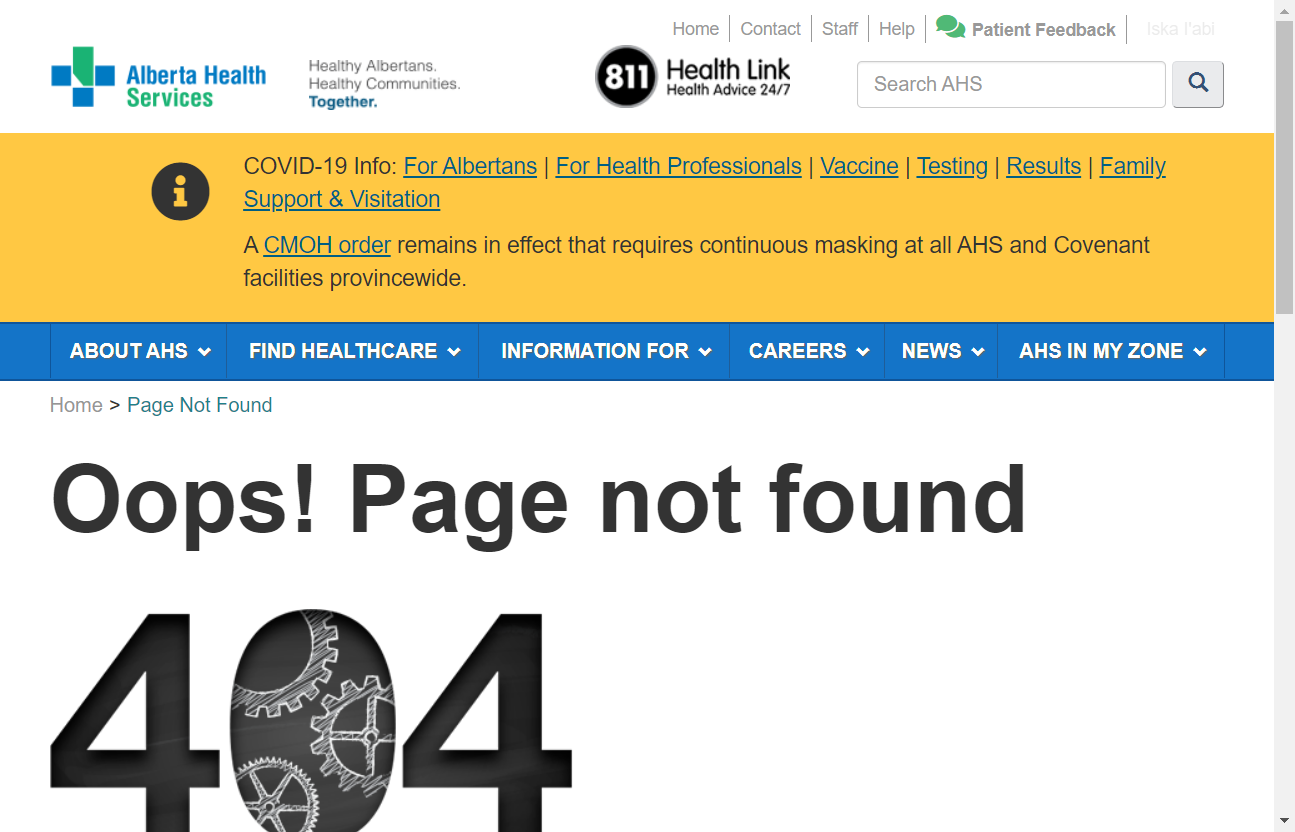 Home Contact Staff Help Patient Feedback Iska I'abi
Alberta Health
Services
Healthy Albertans.
Healthy Communities.
Together.
811 Health Link
Health Advice 24/7
Search AHS
COVID-19 Info: For Albertans | For Health Professionals | Vaccine | Testing | Results | Family
Support & Visitation
A CMOH order remains in effect that requires continuous masking at all AHS and Covenant
facilities provincewide.
ABOUT AHS FIND HEALTHCARE INFORMATION FOR CAREERS NEWS AHS IN MY ZONE
Home > Page Not Found
Oops! Page not found
404